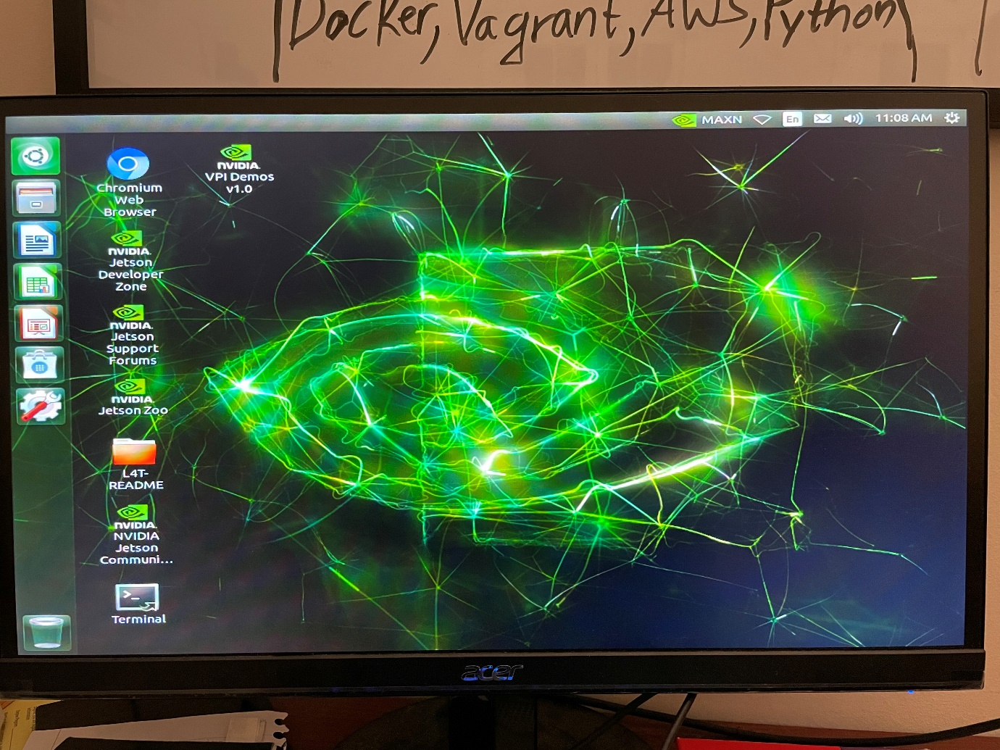 Docker, Vagrant, AWS, Python
MAXN
En
11:08 AM
Chromium
Web
Browser
NVIDIA
VPI Demos
v1.0
NVIDIA
Jetson
Developer
Zone
NVIDIA
Jetson
Support
Forums
NVIDIA
Jetson Zoo
L4T-
README
NVIDIA
NVIDIA
Jetson
Communi...
>_
Terminal
acer